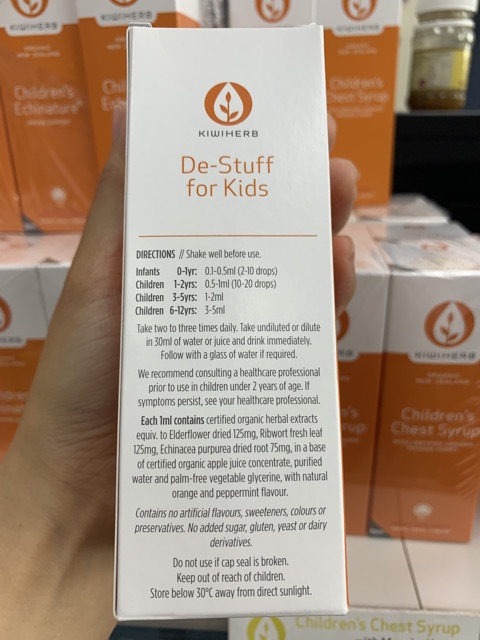 KIWIHERB
De-Stuff
for Kids
DIRECTIONS // Shake well before use.
Infants 0-1yr: 0.1-0.5ml (2-10 drops)
Children 1-2yrs: 0.5-1ml (10-20 drops)
Children 3-5yrs: 1-2ml
Children 6-12yrs: 3-5ml
Take two to three times daily. Take undiluted or dilute
in 30ml of water or juice and drink immediately.
Follow with a glass of water if required.
We recommend consulting a healthcare professional
prior to use in children under 2 years of age. If
symptoms persist, see your healthcare professional.
Each 1ml contains certified organic herbal extracts
equiv. to Elderflower dried 125mg, Ribwort fresh leaf
125mg, Echinacea purpurea dried root 75mg, in a base
of certified organic apple juice concentrate, purified
water and palm-free vegetable glycerine, with natural
orange and peppermint flavour.
Contains no artificial flavours, sweeteners, colours or
preservatives. No added sugar, gluten, yeast or dairy
derivatives.
Do not use if cap seal is broken.
Keep out of reach of children.
Store below 30°C away from direct sunlight.
KIWIHERB
Children's
Echinature
KIWIHERB
Chest Syrup
KIWIHERB
ORGANIC
NEW ZEALAND
Children's
Chest Syrup
Children's Chest Syrup